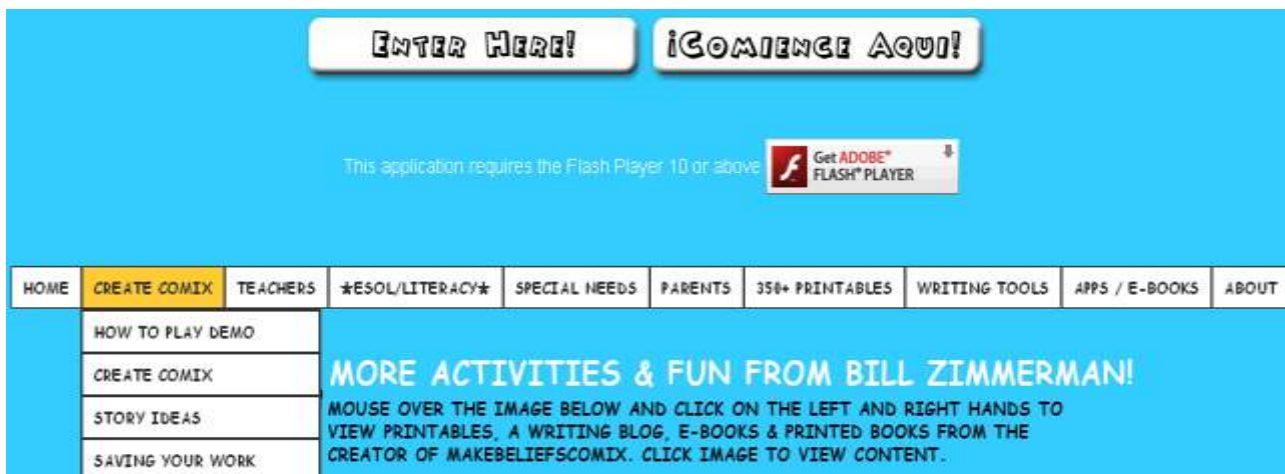 ENTER HERE! ¡COMIENCE AQUI!
This application requires the Flash Player 10 or above Get ADOBE® FLASH® PLAYER
HOME CREATE COMIX TEACHERS *ESOL/LITERACY* SPECIAL NEEDS PARENTS 350+ PRINTABLES WRITING TOOLS APPS / E-BOOKS ABOUT
HOW TO PLAY DEMO
CREATE COMIX
STORY IDEAS
SAVING YOUR WORK
MORE ACTIVITIES & FUN FROM BILL ZIMMERMAN!
MOUSE OVER THE IMAGE BELOW AND CLICK ON THE LEFT AND RIGHT HANDS TO
VIEW PRINTABLES, A WRITING BLOG, E-BOOKS & PRINTED BOOKS FROM THE
CREATOR OF MAKEBELIEFSCOMIX. CLICK IMAGE TO VIEW CONTENT.